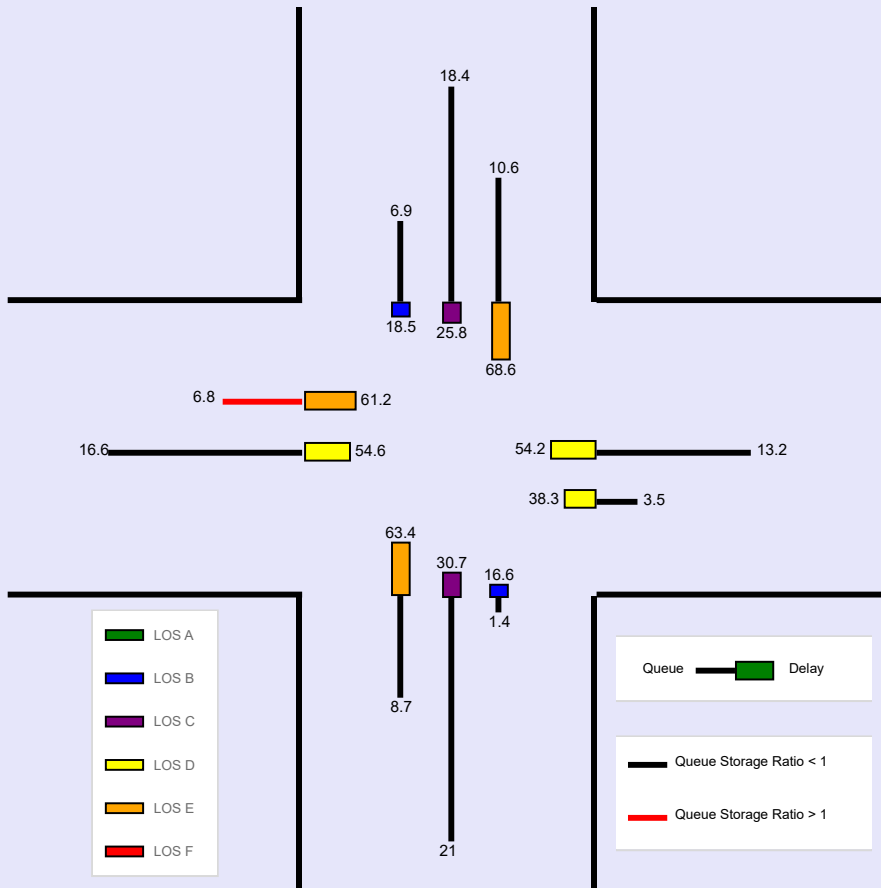 18.4
10.6
6.9
18.5
25.8
68.6
6.8
61.2
16.6
54.6
54.2
13.2
38.3
3.5
63.4
30.7
16.6
1.4
8.7
21
LOS A
LOS B
LOS C
LOS D
LOS E
LOS F
Queue Delay
Queue Storage Ratio < 1
Queue Storage Ratio > 1